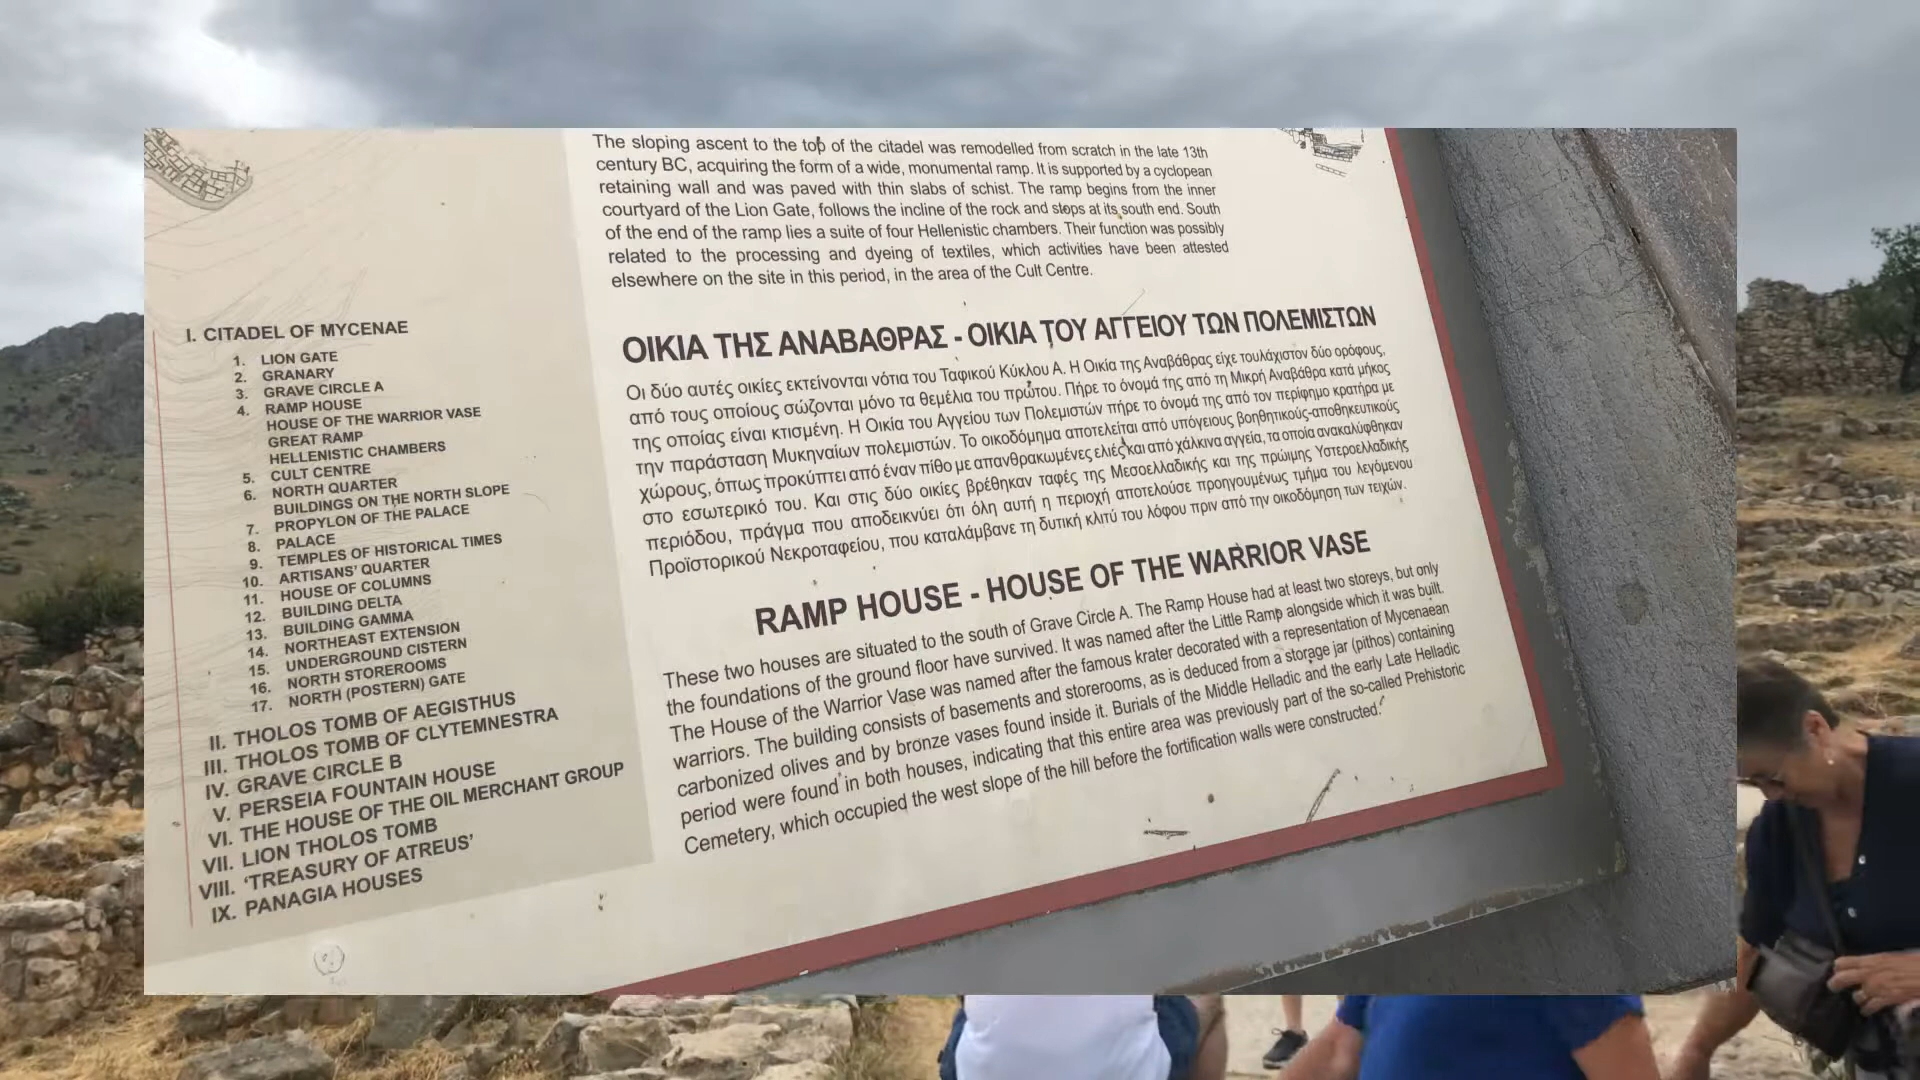 I. CITADEL OF MYCENAE
1. LION GATE
2. GRANARY
3. GRAVE CIRCLE A
4. RAMP HOUSE
HOUSE OF THE WARRIOR VASE
GREAT RAMP
HELLENISTIC CHAMBERS
5. CULT CENTRE
6. NORTH QUARTER
BUILDINGS ON THE NORTH SLOPE
7. PROPYLON OF THE PALACE
8. PALACE
9. TEMPLES OF HISTORICAL TIMES
10. ARTISANS' QUARTER
11. HOUSE OF COLUMNS
12. BUILDING DELTA
13. BUILDING GAMMA
14. NORTHEAST EXTENSION
15. UNDERGROUND CISTERN
16. NORTH STOREROOMS
17. NORTH (POSTERN) GATE
II. THOLOS TOMB OF AEGISTHUS
III. THOLOS TOMB OF CLYTEMNESTRA
IV. GRAVE CIRCLE B
V. PERSEIA FOUNTAIN HOUSE
VI. THE HOUSE OF THE OIL MERCHANT GROUP
VII. LION THOLOS TOMB
VIII. 'TREASURY OF ATREUS'
IX. PANAGIA HOUSES
The sloping ascent to the top of the citadel was remodelled from scratch in the late 13th
century BC, acquiring the form of a wide, monumental ramp. It is supported by a cyclopean
retaining wall and was paved with thin slabs of schist. The ramp begins from the inner
courtyard of the Lion Gate, follows the incline of the rock and stops at its south end. South
of the end of the ramp lies a suite of four Hellenistic chambers. Their function was possibly
related to the processing and dyeing of textiles, which activities have been attested
elsewhere on the site in this period, in the area of the Cult Centre.
ΟΙΚΙΑ ΤΗΣ ΑΝΑΒΑΘΡΑΣ - ΟΙΚΙΑ ΤΟΥ ΑΓΓΕΙΟΥ ΤΩΝ ΠΟΛΕΜΙΣΤΩΝ
Οι δύο αυτές οικίες εκτείνονται νότια του Ταφικού Κύκλου Α. Η Οικία της Αναβάθρας είχε τουλάχιστον δύο ορόφους,
από τους οποίους σώζονται μόνο τα θεμέλια του πρώτου. Πήρε το όνομά της από τη Μικρή Αναβάθρα κατά μήκος
της οποίας είναι κτισμένη. Η Οικία του Αγγείου των Πολεμιστών πήρε το όνομά της από τον περίφημο κρατήρα με
την παράσταση Μυκηναίων πολεμιστών. Το οικοδόμημα αποτελείται από υπόγειους βοηθητικούς-αποθηκευτικούς
χώρους, όπως προκύπτει από έναν πίθο με απανθρακωμένες ελιές και από χάλκινα αγγεία, τα οποία ανακαλύφθηκαν
στο εσωτερικό του. Και στις δύο οικίες βρέθηκαν ταφές της Μεσοελλαδικής και της πρώιμης Υστεροελλαδικής
περιόδου, πράγμα που αποδεικνύει ότι όλη αυτή η περιοχή αποτελούσε προηγουμένως τμήμα του λεγόμενου
Προϊστορικού Νεκροταφείου, που καταλάμβανε τη δυτική κλιτύ του λόφου πριν από την οικοδόμηση των τειχών.
RAMP HOUSE - HOUSE OF THE WARRIOR VASE
These two houses are situated to the south of Grave Circle A. The Ramp House had at least two storeys, but only
the foundations of the ground floor have survived. It was named after the Little Ramp alongside which it was built.
The House of the Warrior Vase was named after the famous krater decorated with a representation of Mycenaean
warriors. The building consists of basements and storerooms, as is deduced from a storage jar (pithos) containing
carbonized olives and by bronze vases found inside it. Burials of the Middle Helladic and the early Late Helladic
period were found in both houses, indicating that this entire area was previously part of the so-called Prehistoric
Cemetery, which occupied the west slope of the hill before the fortification walls were constructed.